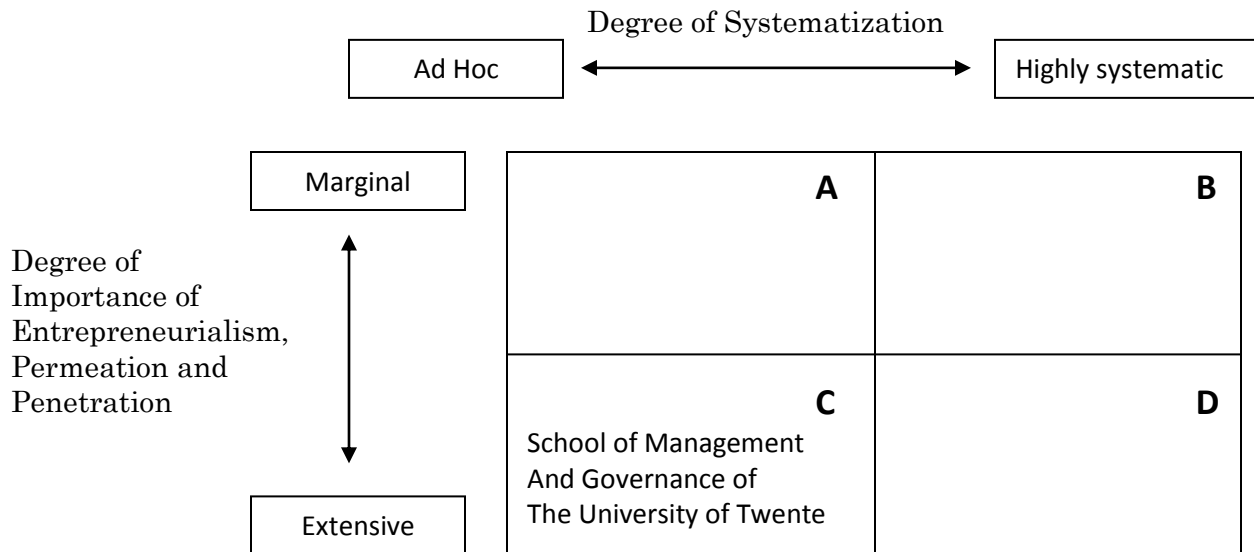 Degree of Systematization
Ad Hoc
Highly systematic
Marginal
A
B
Degree of
Importance of
Entrepreneurialism,
Permeation and
Penetration
C
D
School of Management
And Governance of
The University of Twente
Extensive